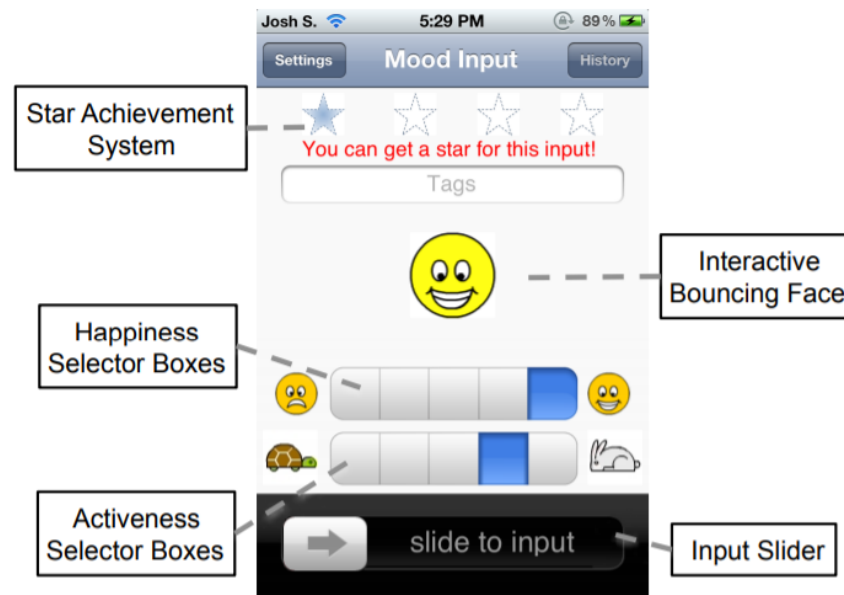 Josh S. 5:29 PM 89%
Settings Mood Input History
Star Achievement
System
You can get a star for this input!
Tags
Interactive
Bouncing Face
Happiness
Selector Boxes
Activeness
Selector Boxes
slide to input
Input Slider